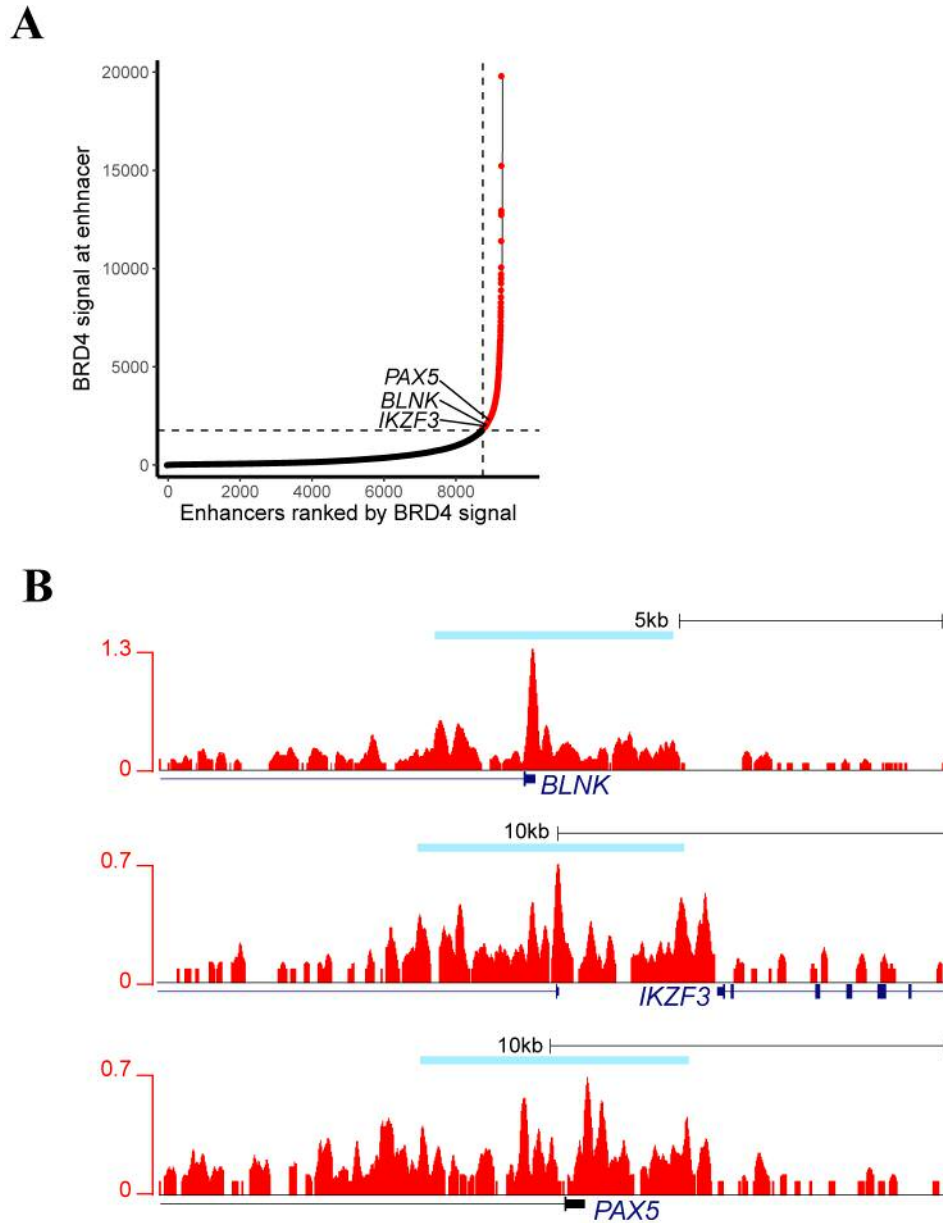 A
20000
15000
10000
5000
0
BRD4 signal at enhnacer
PAX5
BLNK
IKZF3
0 2000 4000 6000 8000
Enhancers ranked by BRD4 signal
B
5kb
1.3
0
BLNK
10kb
0.7
0
IKZF3
10kb
0.7
0
PAX5